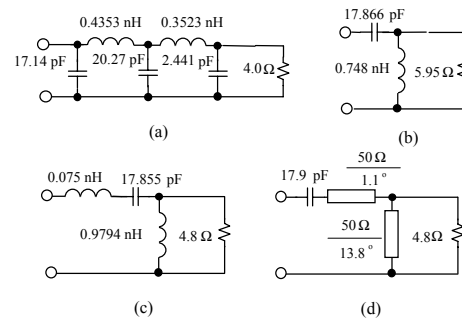 0.4353 nH 0.3523 nH
17.14 pF 20.27 pF 2.441 pF 4.0 Ω
(a)
17.866 pF
0.748 nH 5.95 Ω
(b)
0.075 nH 17.855 pF
0.9794 nH 4.8 Ω
(c)
50 Ω
17.9 pF 1.1°
50 Ω
13.8° 4.8 Ω
(d)